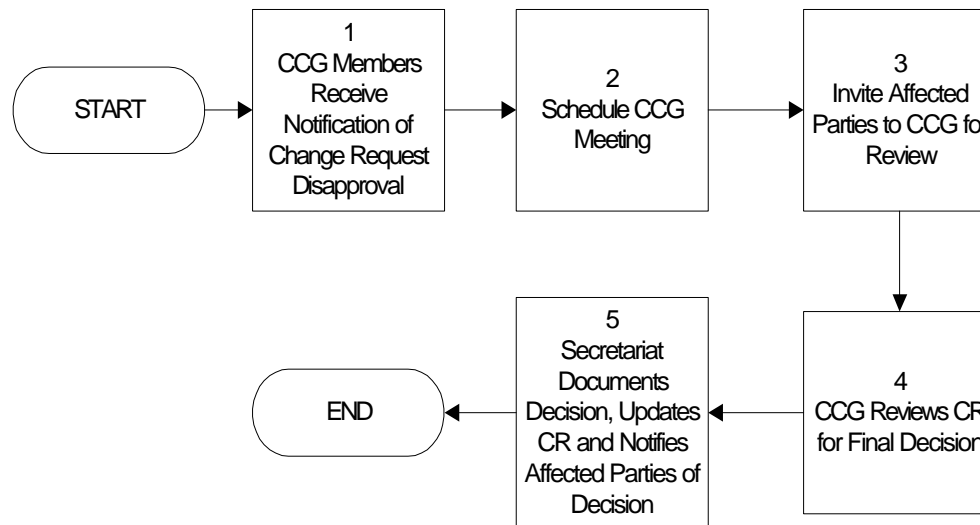 START
1
CCG Members
Receive
Notification of
Change Request
Disapproval
2
Schedule CCG
Meeting
3
Invite Affected
Parties to CCG fo
Review
4
CCG Reviews CR
for Final Decision
5
Secretariat
Documents
Decision, Updates
CR and Notifies
Affected Parties of
Decision
END